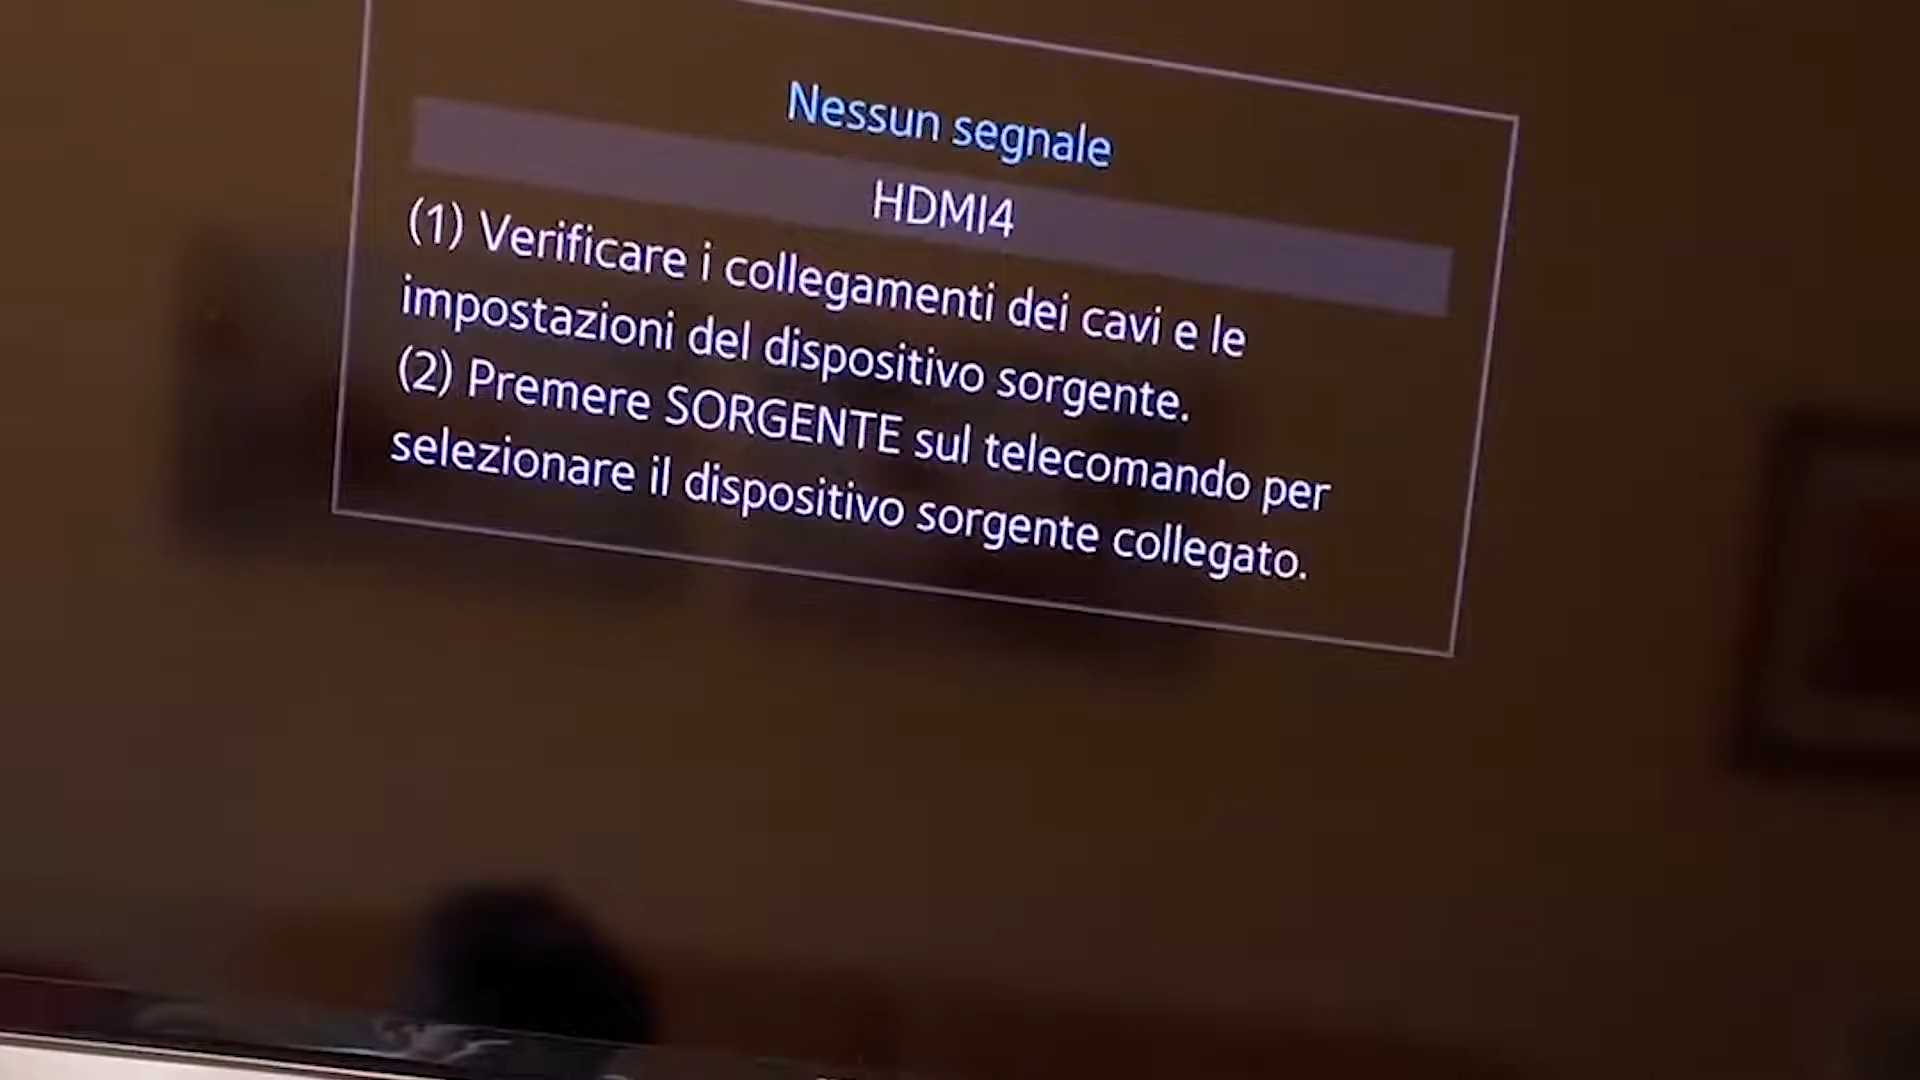 Nessun segnale
HDMI4
(1) Verificare i collegamenti dei cavi e le
impostazioni del dispositivo sorgente.
(2) Premere SORGENTE sul telecomando per
selezionare il dispositivo sorgente collegato.